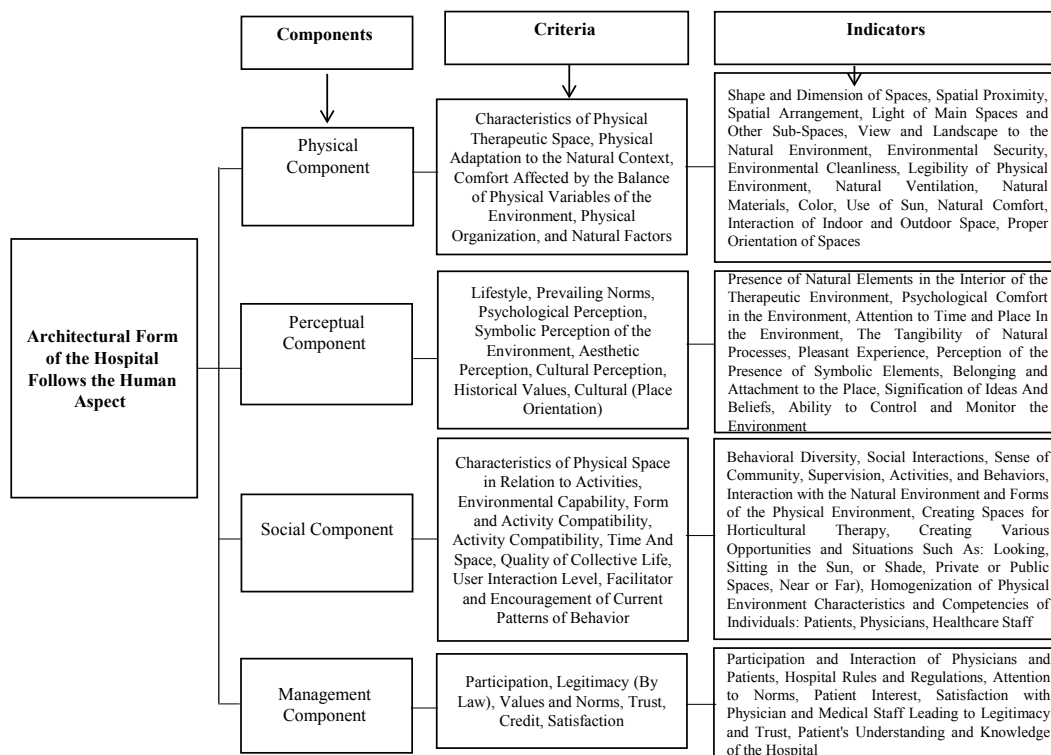 Components
Criteria
Indicators
Architectural Form
of the Hospital
Follows the Human
Aspect
Physical
Component
Characteristics of Physical
Therapeutic Space, Physical
Adaptation to the Natural Context,
Comfort Affected by the Balance
of Physical Variables of the
Environment, Physical
Organization, and Natural Factors
Shape and Dimension of Spaces, Spatial Proximity,
Spatial Arrangement, Light of Main Spaces and
Other Sub-Spaces, View and Landscape to the
Natural Environment, Environmental Security,
Environmental Cleanliness, Legibility of Physical
Environment, Natural Ventilation, Natural
Materials, Color, Use of Sun, Natural Comfort,
Interaction of Indoor and Outdoor Space, Proper
Orientation of Spaces
Perceptual
Component
Lifestyle, Prevailing Norms,
Psychological Perception,
Symbolic Perception of the
Environment, Aesthetic
Perception, Cultural Perception,
Historical Values, Cultural (Place
Orientation)
Presence of Natural Elements in the Interior of the
Therapeutic Environment, Psychological Comfort
in the Environment, Attention to Time and Place In
the Environment, The Tangibility of Natural
Processes, Pleasant Experience, Perception of the
Presence of Symbolic Elements, Belonging and
Attachment to the Place, Signification of Ideas And
Beliefs, Ability to Control and Monitor the
Environment
Social Component
Characteristics of Physical Space
in Relation to Activities,
Environmental Capability, Form
and Activity Compatibility,
Activity Compatibility, Time And
Space, Quality of Collective Life,
User Interaction Level, Facilitator
and Encouragement of Current
Patterns of Behavior
Behavioral Diversity, Social Interactions, Sense of
Community, Supervision, Activities, and Behaviors,
Interaction with the Natural Environment and Forms
of the Physical Environment, Creating Spaces for
Horticultural Therapy, Creating Various
Opportunities and Situations Such As: Looking,
Sitting in the Sun, or Shade, Private or Public
Spaces, Near or Far), Homogenization of Physical
Environment Characteristics and Competencies of
Individuals: Patients, Physicians, Healthcare Staff
Management
Component
Participation, Legitimacy (By
Law), Values and Norms, Trust,
Credit, Satisfaction
Participation and Interaction of Physicians and
Patients, Hospital Rules and Regulations, Attention
to Norms, Patient Interest, Satisfaction with
Physician and Medical Staff Leading to Legitimacy
and Trust, Patient's Understanding and Knowledge
of the Hospital